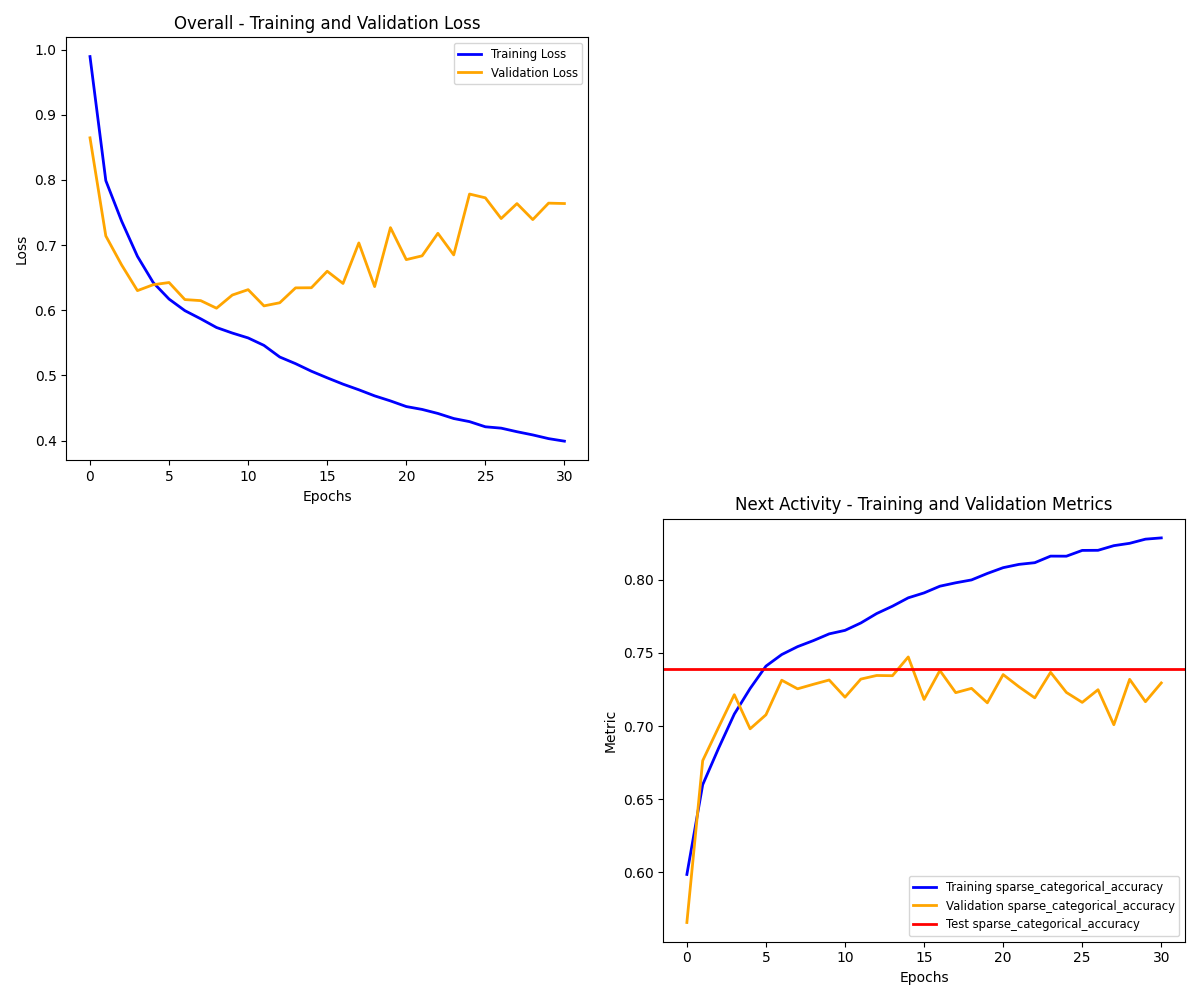 Overall - Training and Validation Loss
1.0
0.9
0.8
0.7
0.6
0.5
0.4
Loss
Training Loss
Validation Loss
0 5 10 15 20 25 30
Epochs
Next Activity - Training and Validation Metrics
0.80
0.75
0.70
0.65
0.60
Metric
Training sparse_categorical_accuracy
Validation sparse_categorical_accuracy
Test sparse_categorical_accuracy
0 5 10 15 20 25 30
Epochs